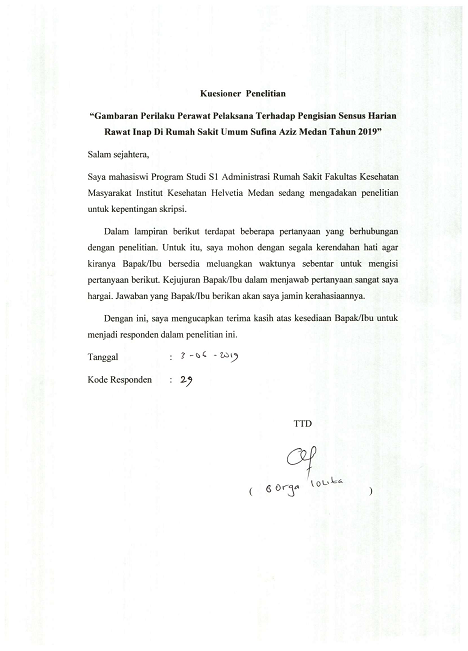 Kuesioner Penelitian
“Gambaran Perilaku Perawat Pelaksana Terhadap Pengisian Sensus Harian
Rawat Inap Di Rumah Sakit Umum Sufina Aziz Medan Tahun 2019”
Salam sejahtera,
Saya mahasiswi Program Studi S1 Administrasi Rumah Sakit Fakultas Kesehatan
Masyarakat Institut Kesehatan Helvetia Medan sedang mengadakan penelitian
untuk kepentingan skripsi.
Dalam lampiran berikut terdapat beberapa pertanyaan yang berhubungan
dengan penelitian. Untuk itu, saya mohon dengan segala kerendahan hati agar
kiranya Bapak/Ibu bersedia meluangkan waktunya sebentar untuk mengisi
pertanyaan berikut. Kejujuran Bapak/Ibu dalam menjawab pertanyaan sangat saya
hargai. Jawaban yang Bapak/Ibu berikan akan saya jamin kerahasiaannya.
Dengan ini, saya mengucapkan terima kasih atas kesediaan Bapak/Ibu untuk
menjadi responden dalam penelitian ini.
Tanggal : 3-06-2019
Kode Responden : 29
TTD
( )